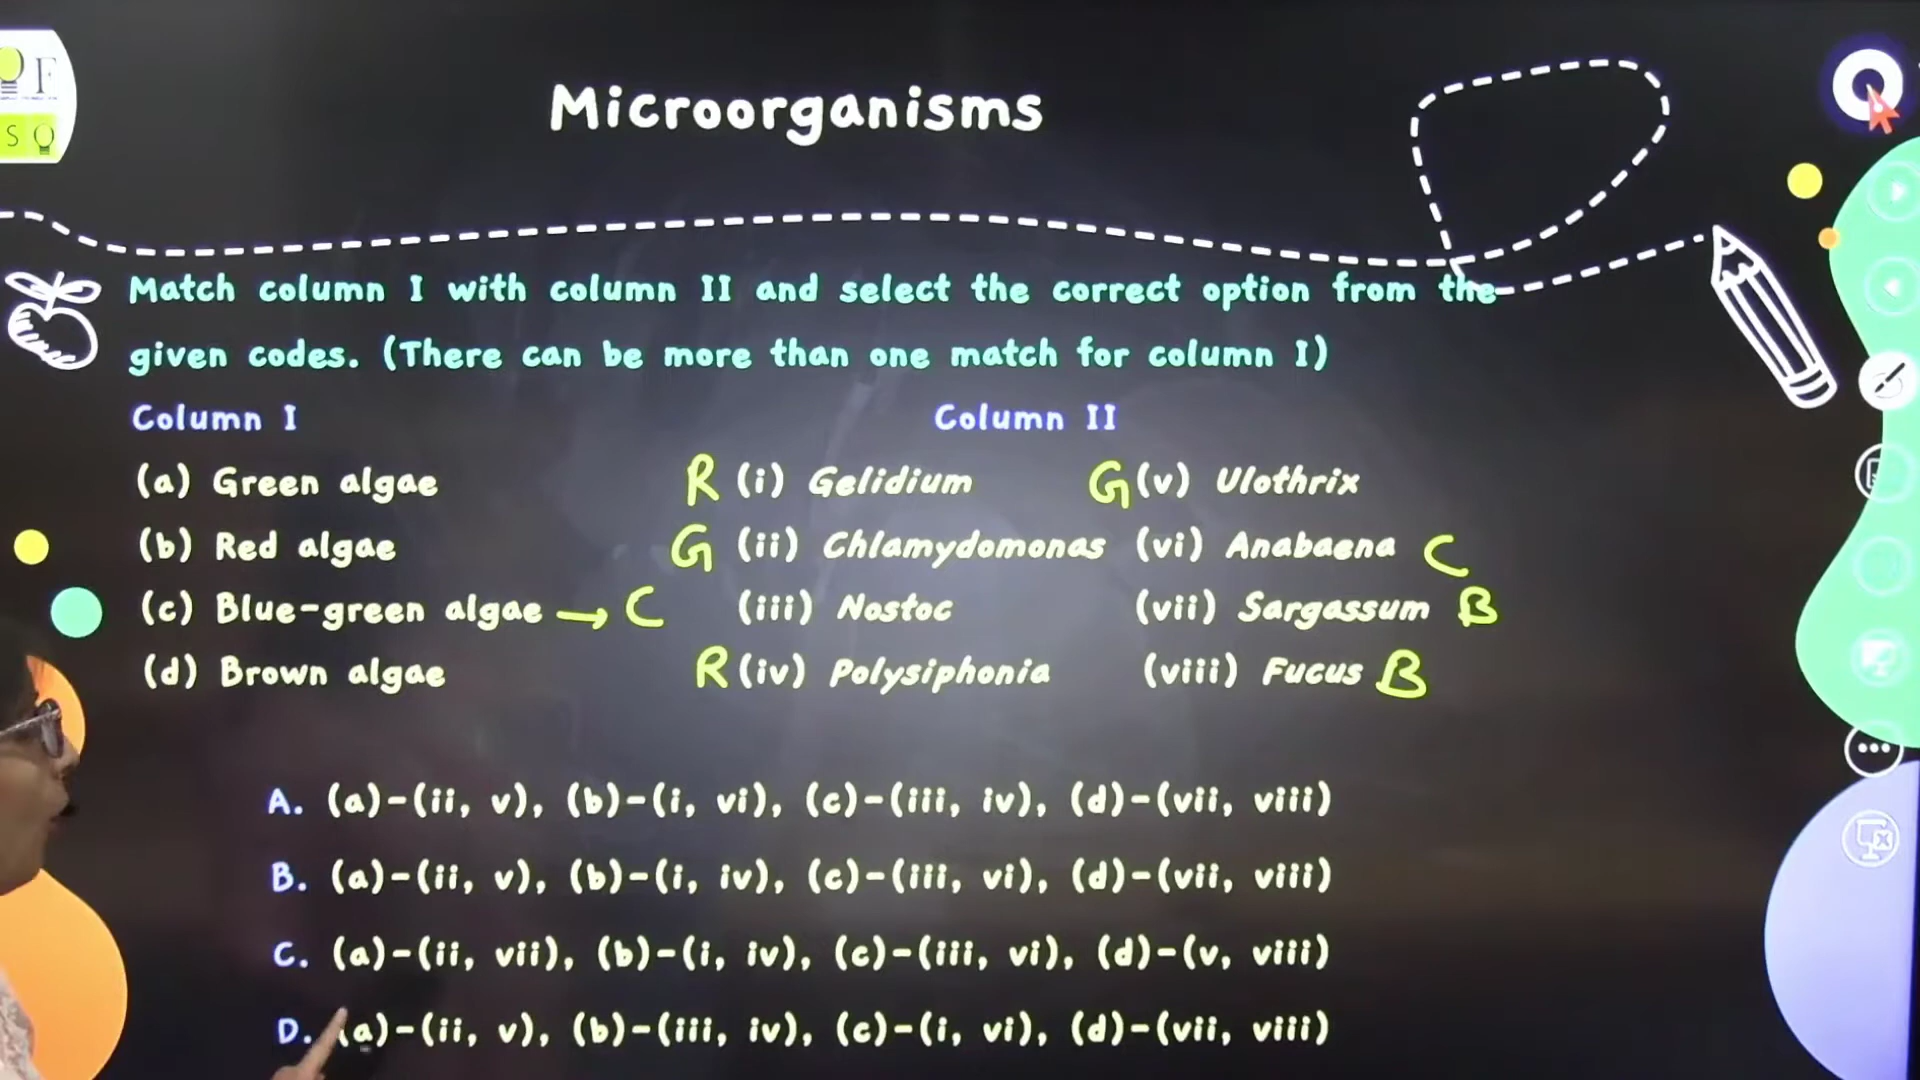 O F
S O
Microorganisms
Match column I with column II and select the correct option from the
given codes. (There can be more than one match for column I)
Column I Column II
(a) Green algae R (i) Gelidium G (v) Ulothrix
(b) Red algae G (ii) Chlamydomonas (vi) Anabaena C
(c) Blue-green algae → C (iii) Nostoc (vii) Sargassum B
(d) Brown algae R (iv) Polysiphonia (viii) Fucus B
A. (a)-(ii, v), (b)-(i, vi), (c)-(iii, iv), (d)-(vii, viii)
B. (a)-(ii, v), (b)-(i, iv), (c)-(iii, vi), (d)-(vii, viii)
C. (a)-(ii, vii), (b)-(i, iv), (c)-(iii, vi), (d)-(v, viii)
D. (a)-(ii, v), (b)-(iii, iv), (c)-(i, vi), (d)-(vii, viii)